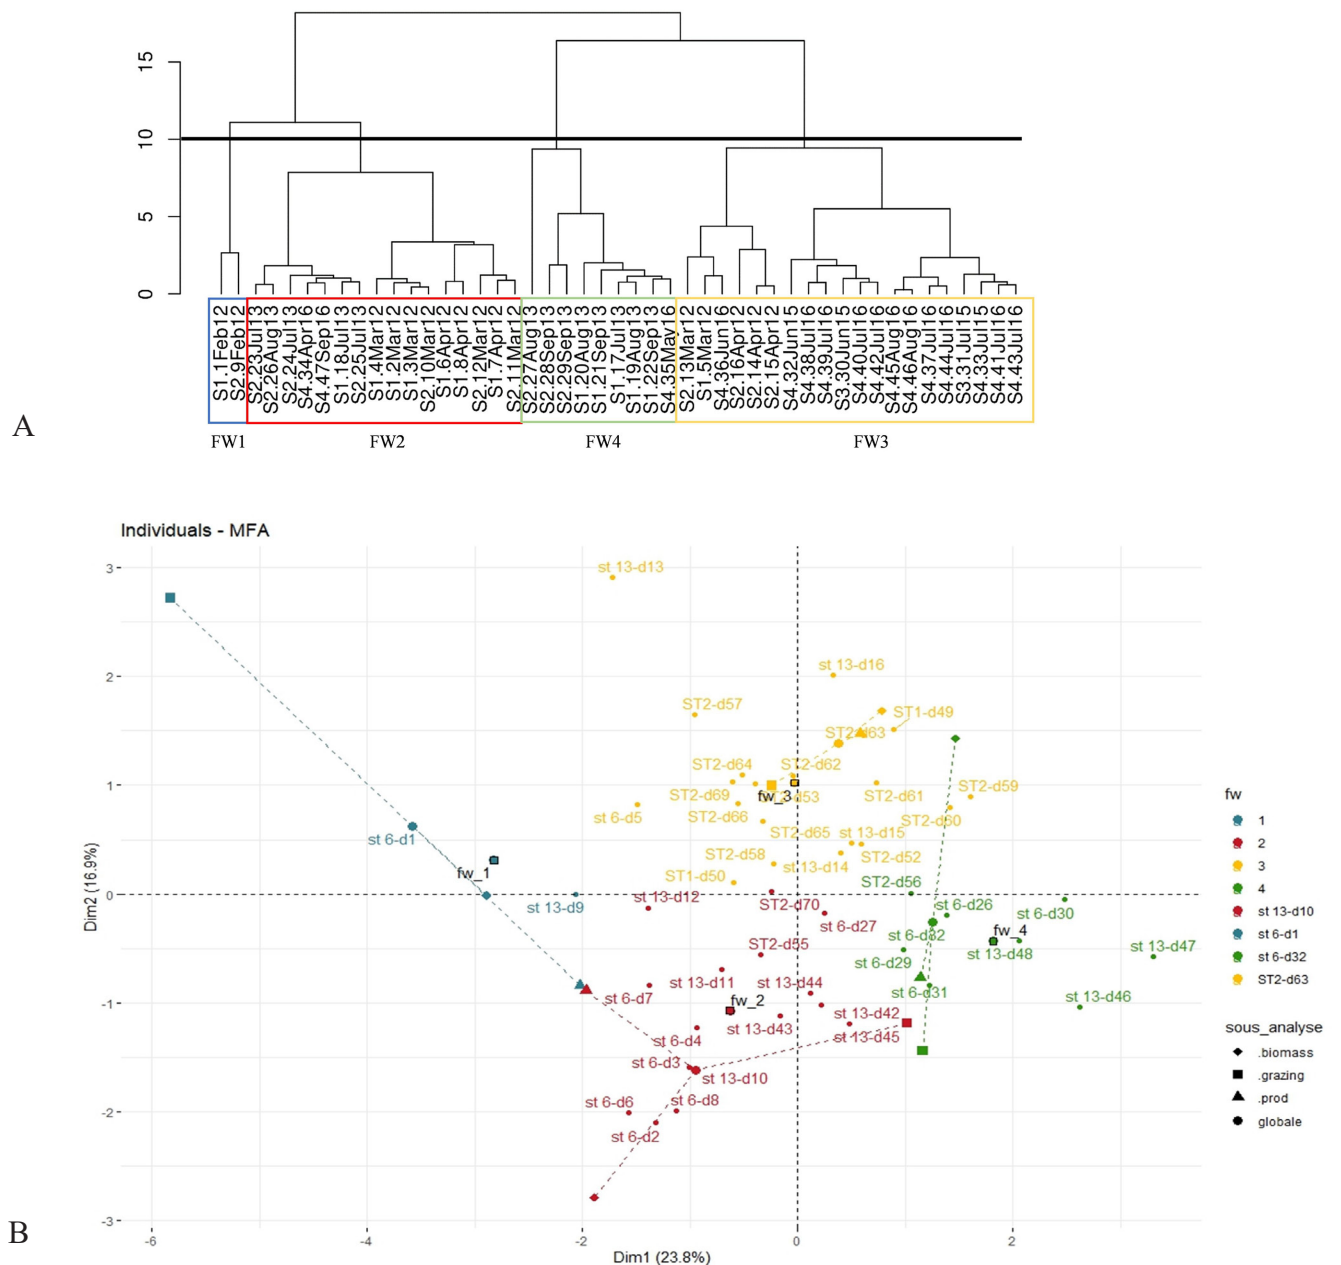 15
10
5
0
S1.1Feb12
S2.9Feb12
S2.23Jul13
S2.26Aug13
S2.24Jul13
S4.34Apr16
S4.47Sep16
S1.18Jul13
S2.25Jul13
S1.4Mar12
S1.2Mar12
S1.3Mar12
S2.10Mar12
S1.6Apr12
S1.8Apr12
S2.12Mar12
S1.7Apr12
S2.11Mar12
S2.27Aug13
S2.28Sep13
S2.29Sep13
S1.20Aug13
S1.21Sep13
S1.17Jul13
S1.19Aug13
S1.22Sep13
S4.35May16
S2.13Mar12
S1.5Mar12
S4.36Jun16
S2.16Apr12
S2.14Apr12
S2.15Apr12
S4.32Jun15
S4.38Jul16
S4.39Jul16
S3.30Jun15
S4.40Jul16
S4.42Jul16
S4.45Aug16
S4.46Aug16
S4.37Jul16
S4.44Jul16
S3.31Jul15
S4.33Jul15
S4.41Jul16
S4.43Jul16
A
FW1
FW2
FW4
FW3
Individuals - MFA
3
2
1
0
-1
-2
-3
Dim2 (16.9%)
st 13-d13
st 13-d16
ST2-d57
ST1-d49
ST2-d63
ST2-d64
ST2-d62
ST2-d69
fw_3
ST2-d53
ST2-d61
ST2-d59
st 6-d5
ST2-d66
ST2-d60
ST2-d65
st 13-d15
st 6-d1
ST2-d58
st 13-d14
ST2-d52
fw_1
ST1-d50
ST2-d56
st 13-d9
st 13-d12
ST2-d70
st 6-d26
st 6-d30
st 6-d27
st 6-d32
fw_4
ST2-d55
st 6-d29
st 13-d48
st 13-d47
st 13-d11
st 13-d44
st 6-d7
st 6-d31
st 13-d46
fw_2
st 13-d42
st 13-d43
st 13-d45
st 6-d4
st 6-d3
st 13-d10
st 6-d6
st 6-d8
st 6-d2
fw
1
2
3
4
st 13-d10
st 6-d1
st 6-d32
ST2-d63
sous_analyse
.biomass
.grazing
.prod
globale
B
-6
-4
-2
0
2
Dim1 (23.8%)